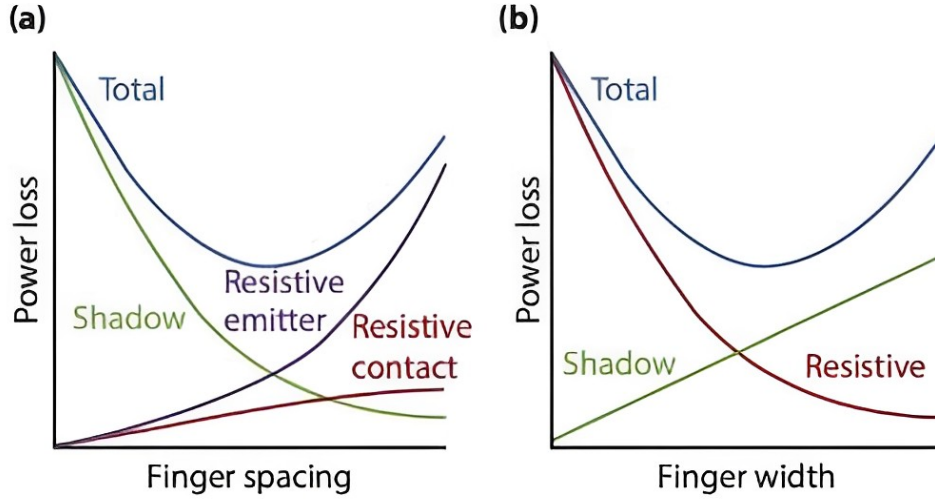 (a)
Total
Resistive
emitter
Shadow
Resistive
contact
Power loss
Finger spacing
(b)
Total
Shadow
Resistive
Power loss
Finger width